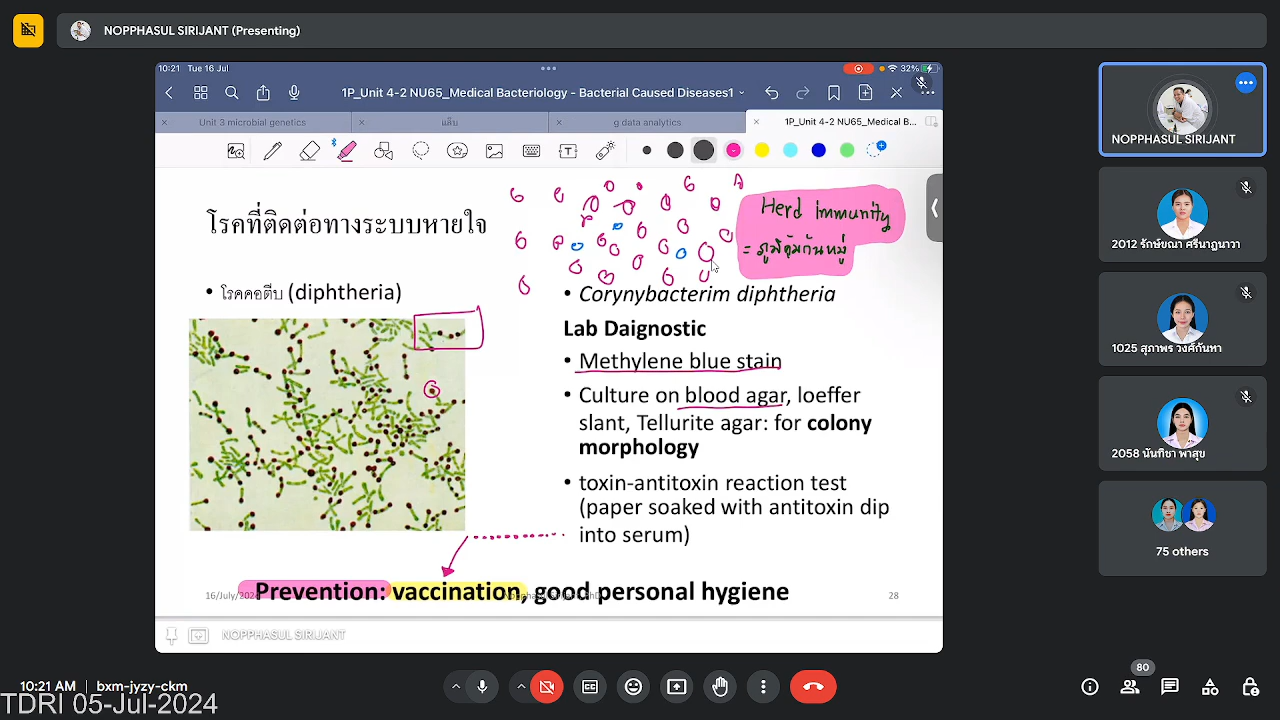 NOPPHASUL SIRIJANT (Presenting)
10:21 Tue 16 Jul
32%
1P_Unit 4-2 NU65_Medical Bacteriology - Bacterial Caused Diseases1
Unit 3 microbial genetics
g data analytics
1P_Unit 4-2 NU65_Medical B...
โรคที่ติดต่อทางระบบหายใจ
Herd immunity
= ภูมิคุ้มกันหมู่
• โรคคอตีบ (diphtheria)
• Corynybacterim diphtheria
Lab Daignostic
• Methylene blue stain
• Culture on blood agar, loeffer
slant, Tellurite agar: for colony
morphology
• toxin-antitoxin reaction test
(paper soaked with antitoxin dip
into serum)
Prevention: vaccination, good personal hygiene
28
NOPPHASUL SIRIJANT
NOPPHASUL SIRIJANT
2012 รักษ์ยณา ศรีนาฏนาวา
1025 สุภาพร วงศ์กันทา
2058 นันทิชา พาสุข
75 others
10:21 AM
bxm-jyzy-ckm
80
TDRI 05-Jul-2024